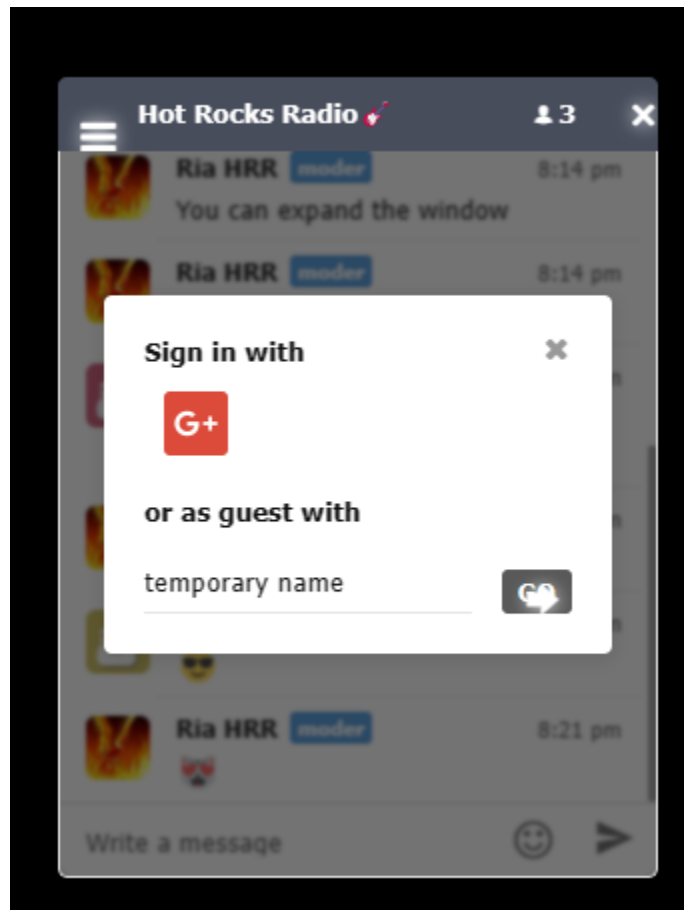 Hot Rocks Radio 🎸 3 ×
Ria HRR moder 8:14 pm
You can expand the window
Ria HRR moder 8:14 pm
Sign in with
G+
or as guest with
temporary name
GO
😎
Ria HRR moder 8:21 pm
Write a message